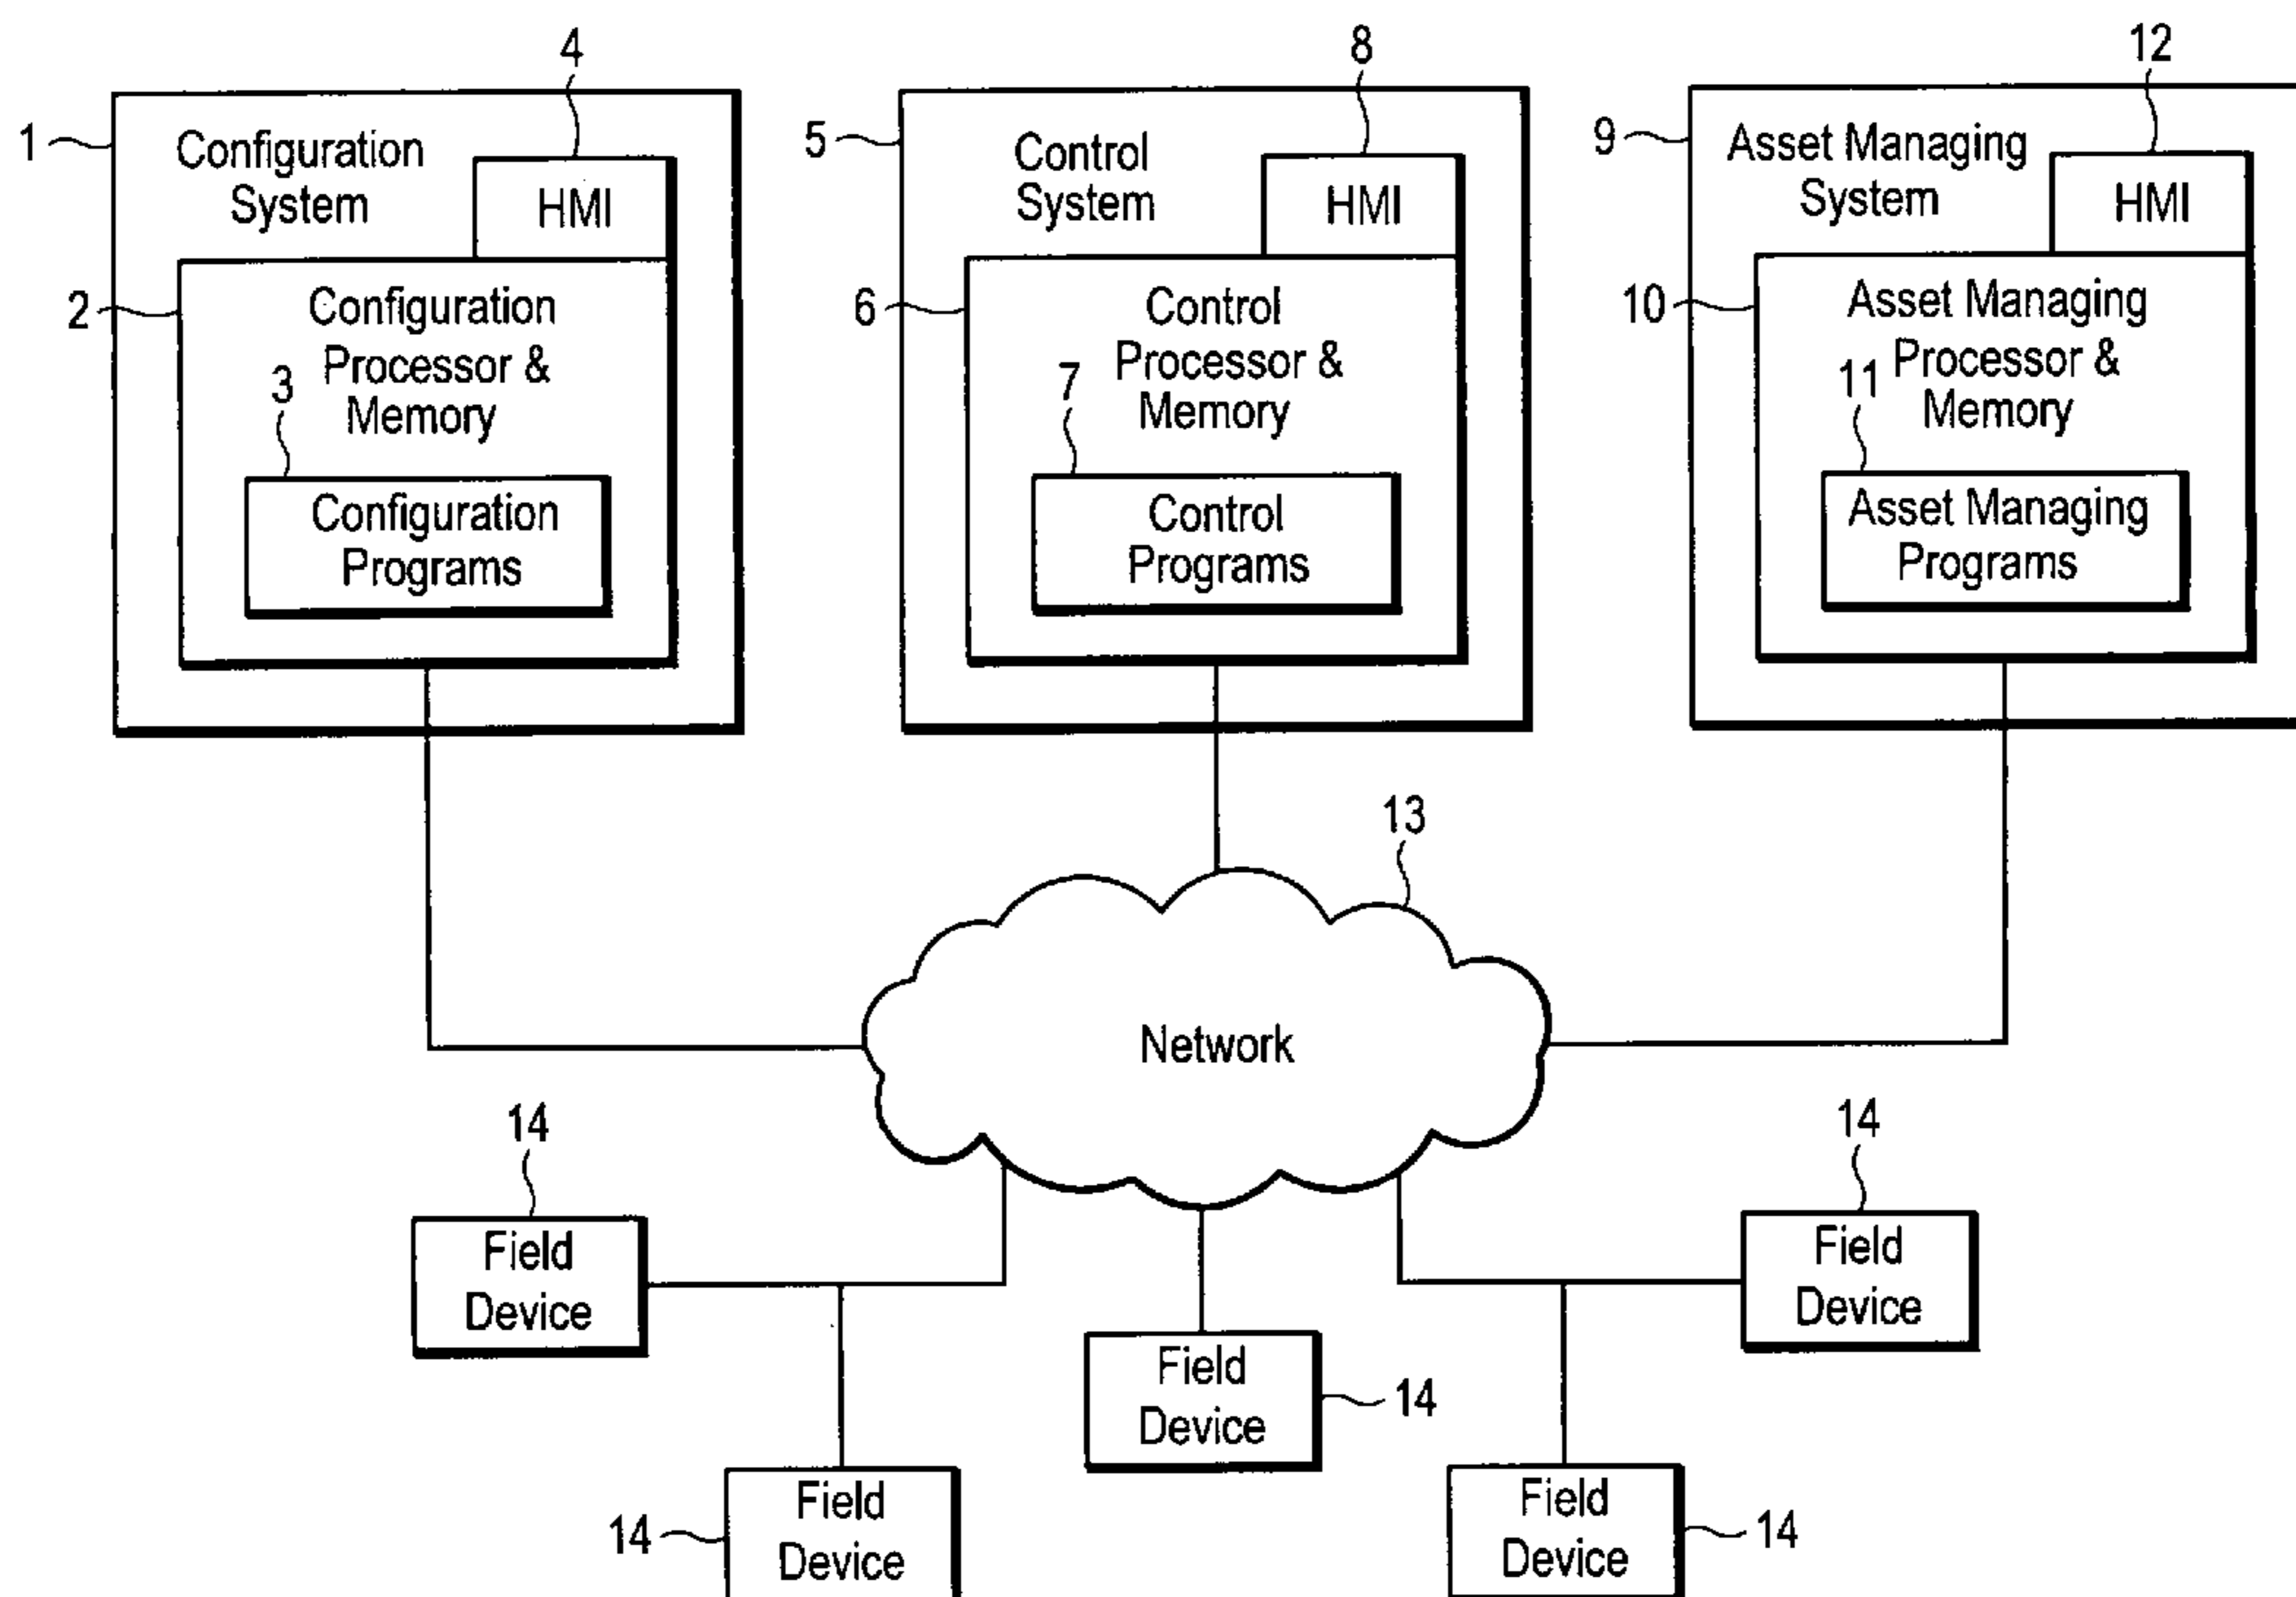 4
8
12
1
Configuration
System
HMI
5
Control
System
HMI
9
Asset Managing
System
HMI
2
Configuration
Processor &
Memory
6
Control
Processor &
Memory
10
Asset Managing
Processor &
Memory
3
Configuration
Programs
7
Control
Programs
11
Asset Managing
Programs
13
Network
14
Field
Device
14
Field
Device
Field
Device
14
14
Field
Device
Field
Device
14